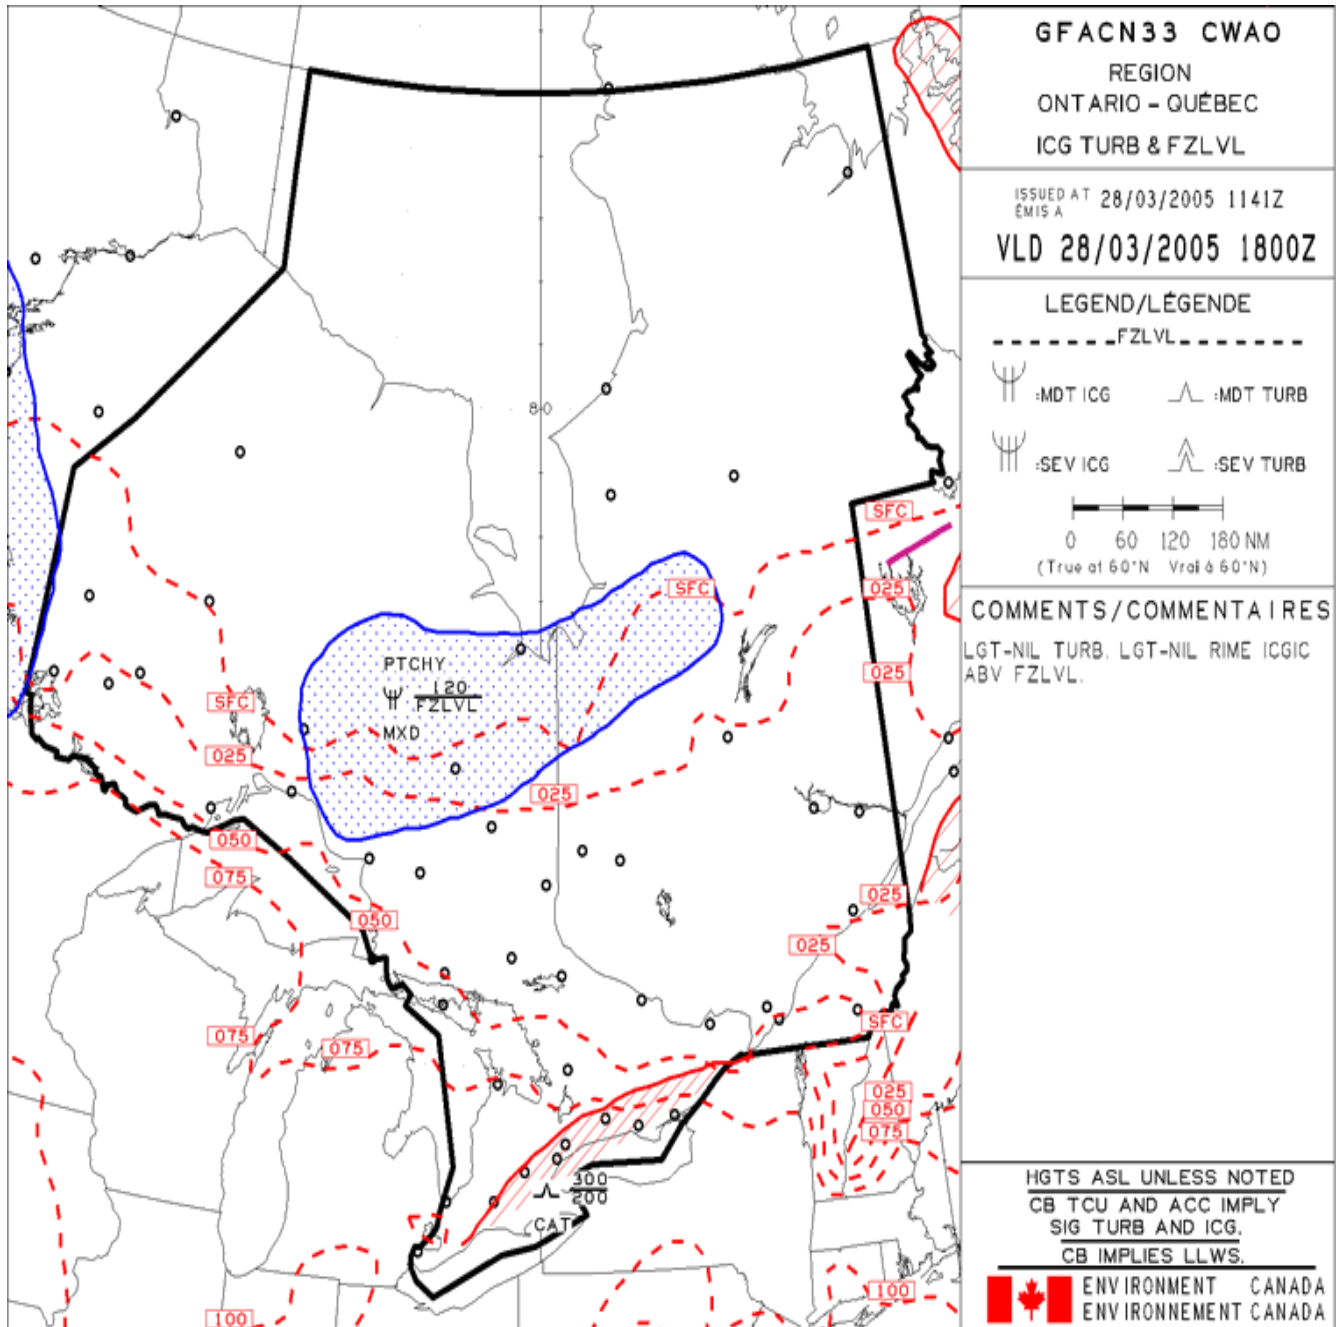 GFACN33 CWAO
REGION
ONTARIO - QUÉBEC
ICG TURB & FZLVL
ISSUED AT
ÉMIS A
28/03/2005 1141Z
VLD 28/03/2005 1800Z
LEGEND/LÉGENDE
FZLVL
:MDT ICG
:MDT TURB
:SEV ICG
:SEV TURB
0 60 120 180 NM
(True at 60°N Vrai à 60°N)
COMMENTS/COMMENTAIRES
LGT-NIL TURB. LGT-NIL RIME ICGIC
ABV FZLVL.
HGTS ASL UNLESS NOTED
CB TCU AND ACC IMPLY
SIG TURB AND ICG.
CB IMPLIES LLWS.
ENVIRONMENT CANADA
ENVIRONNEMENT CANADA
80
SFC
SFC
025
PTCHY
120
FZLVL
MXD
025
SFC
025
025
050
075
050
025
025
SFC
075
075
025
050
075
300
200
CAT
100
100